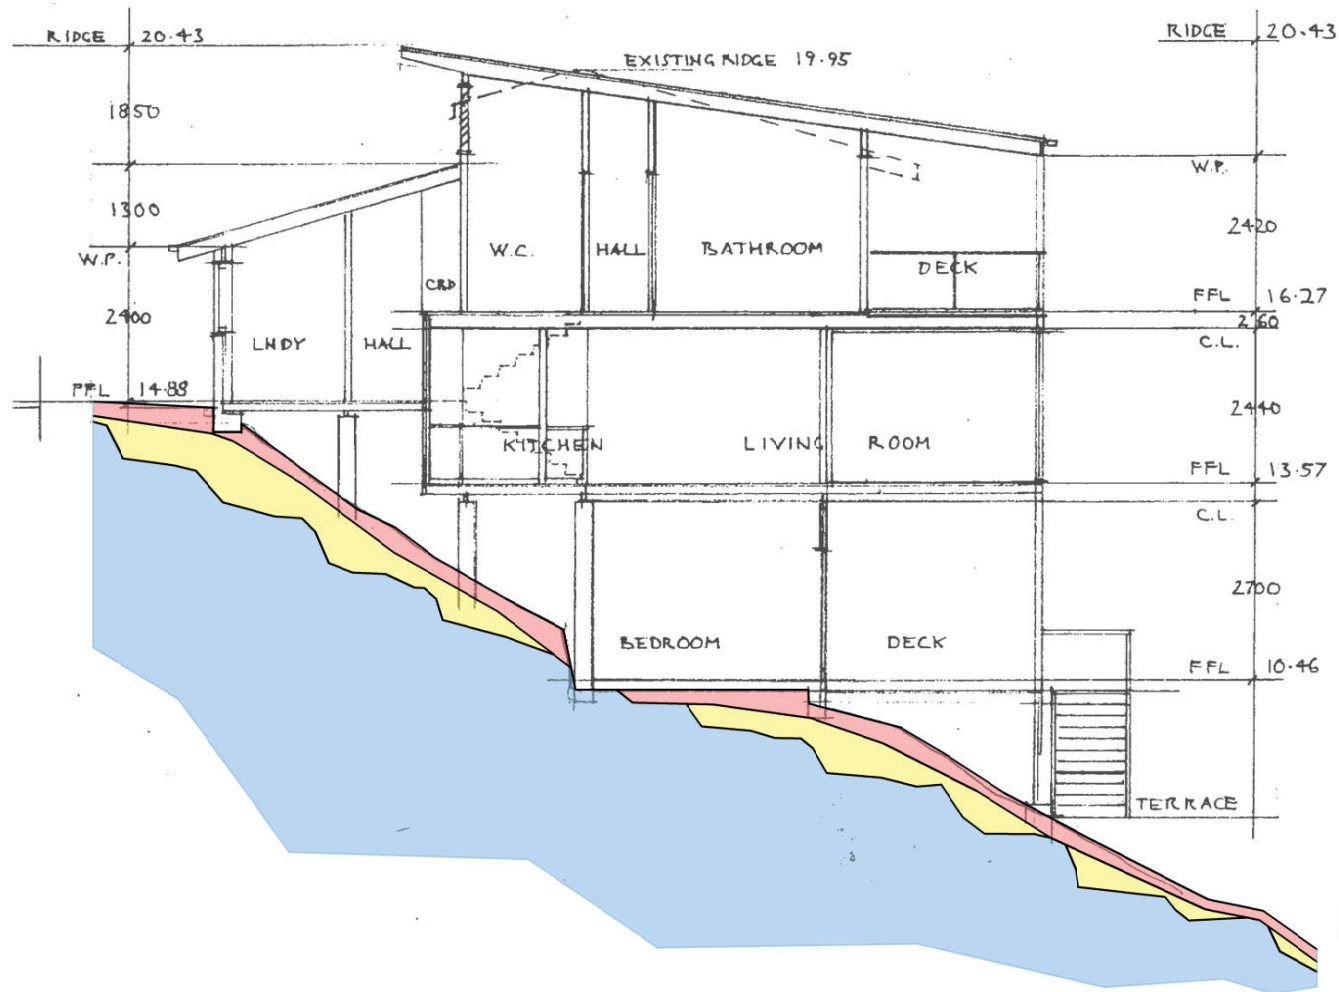 RIDGE 20.43
RIDGE 20.43
EXISTING RIDGE 19.95
1850
W.P.
1300
2420
W.C.
HALL
BATHROOM
W.P.
DECK
CRD
FFL 16.27
2400
260
LNDY
HALL
C.L.
FFL 14.88
2440
KITCHEN
LIVING ROOM
FFL 13.57
C.L.
2700
BEDROOM
DECK
FFL 10.46
TERRACE